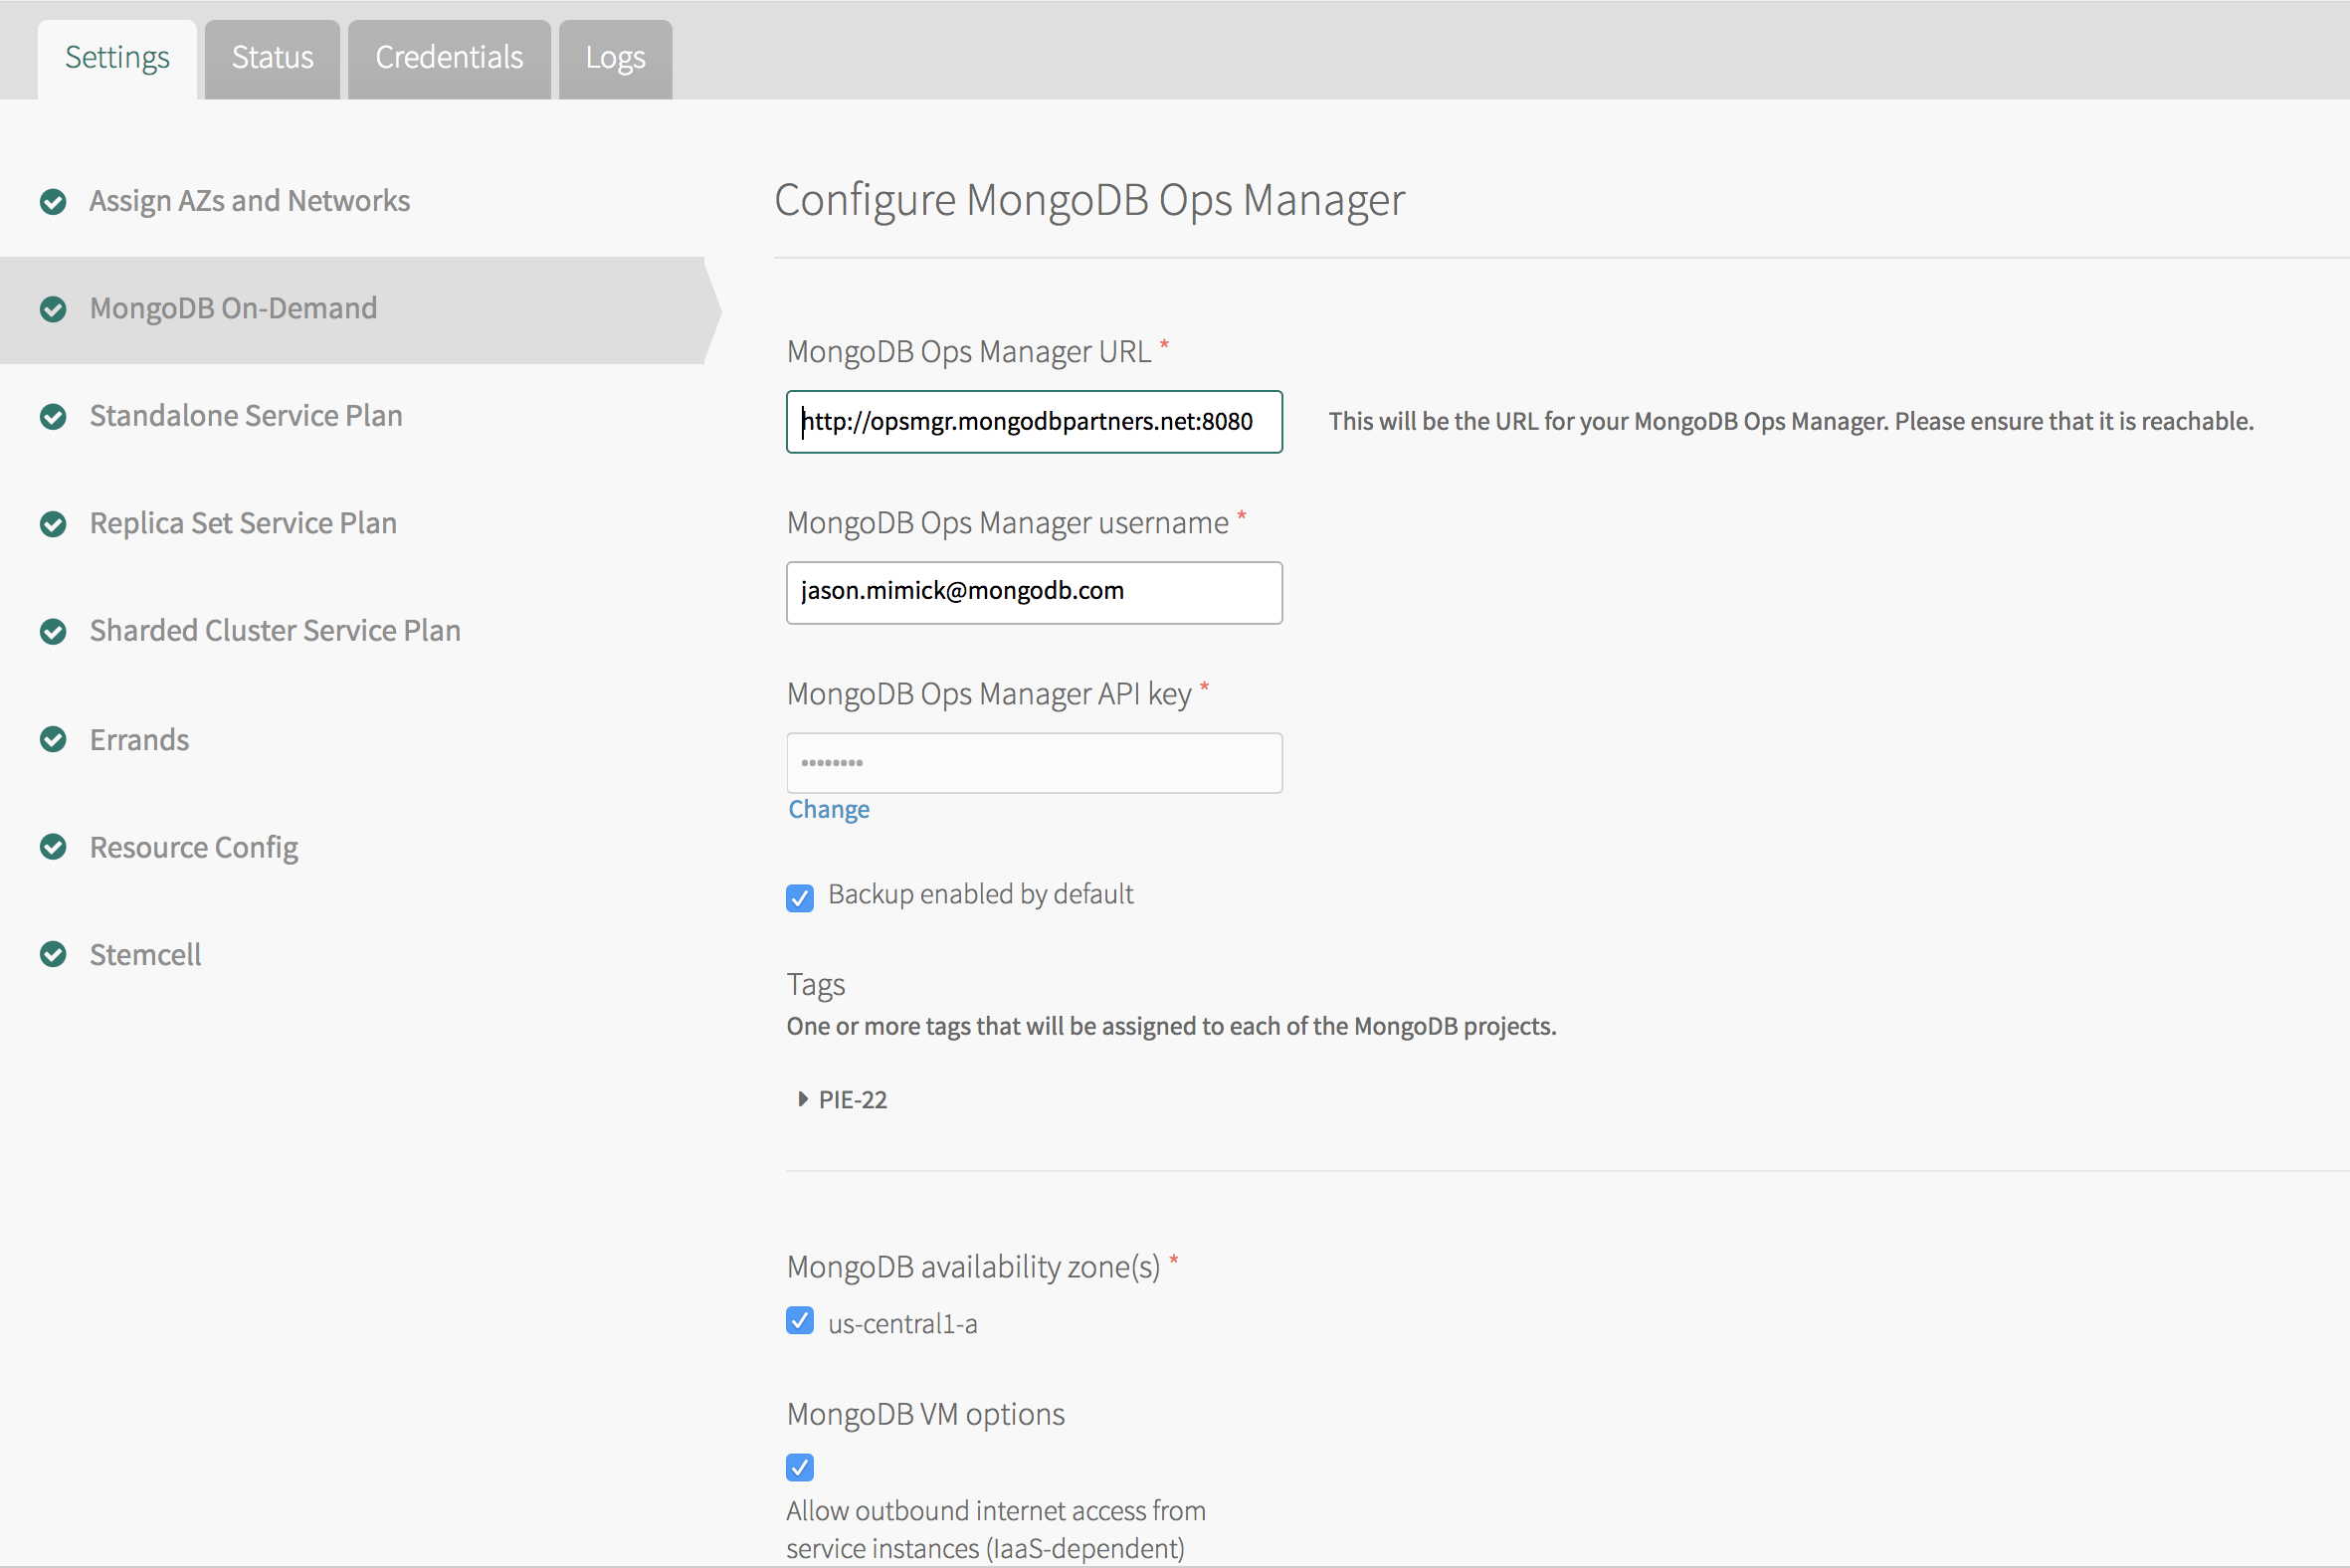 Settings
Status
Credentials
Logs
Assign AZs and Networks
MongoDB On-Demand
Standalone Service Plan
Replica Set Service Plan
Sharded Cluster Service Plan
Errands
Resource Config
Stemcell
Configure MongoDB Ops Manager
MongoDB Ops Manager URL *
http://opsmgr.mongodbpartners.net:8080
This will be the URL for your MongoDB Ops Manager. Please ensure that it is reachable.
MongoDB Ops Manager username *
jason.mimick@mongodb.com
MongoDB Ops Manager API key *
••••••••
Change
Backup enabled by default
Tags
One or more tags that will be assigned to each of the MongoDB projects.
PIE-22
MongoDB availability zone(s) *
us-central1-a
MongoDB VM options
Allow outbound internet access from
service instances (IaaS-dependent)